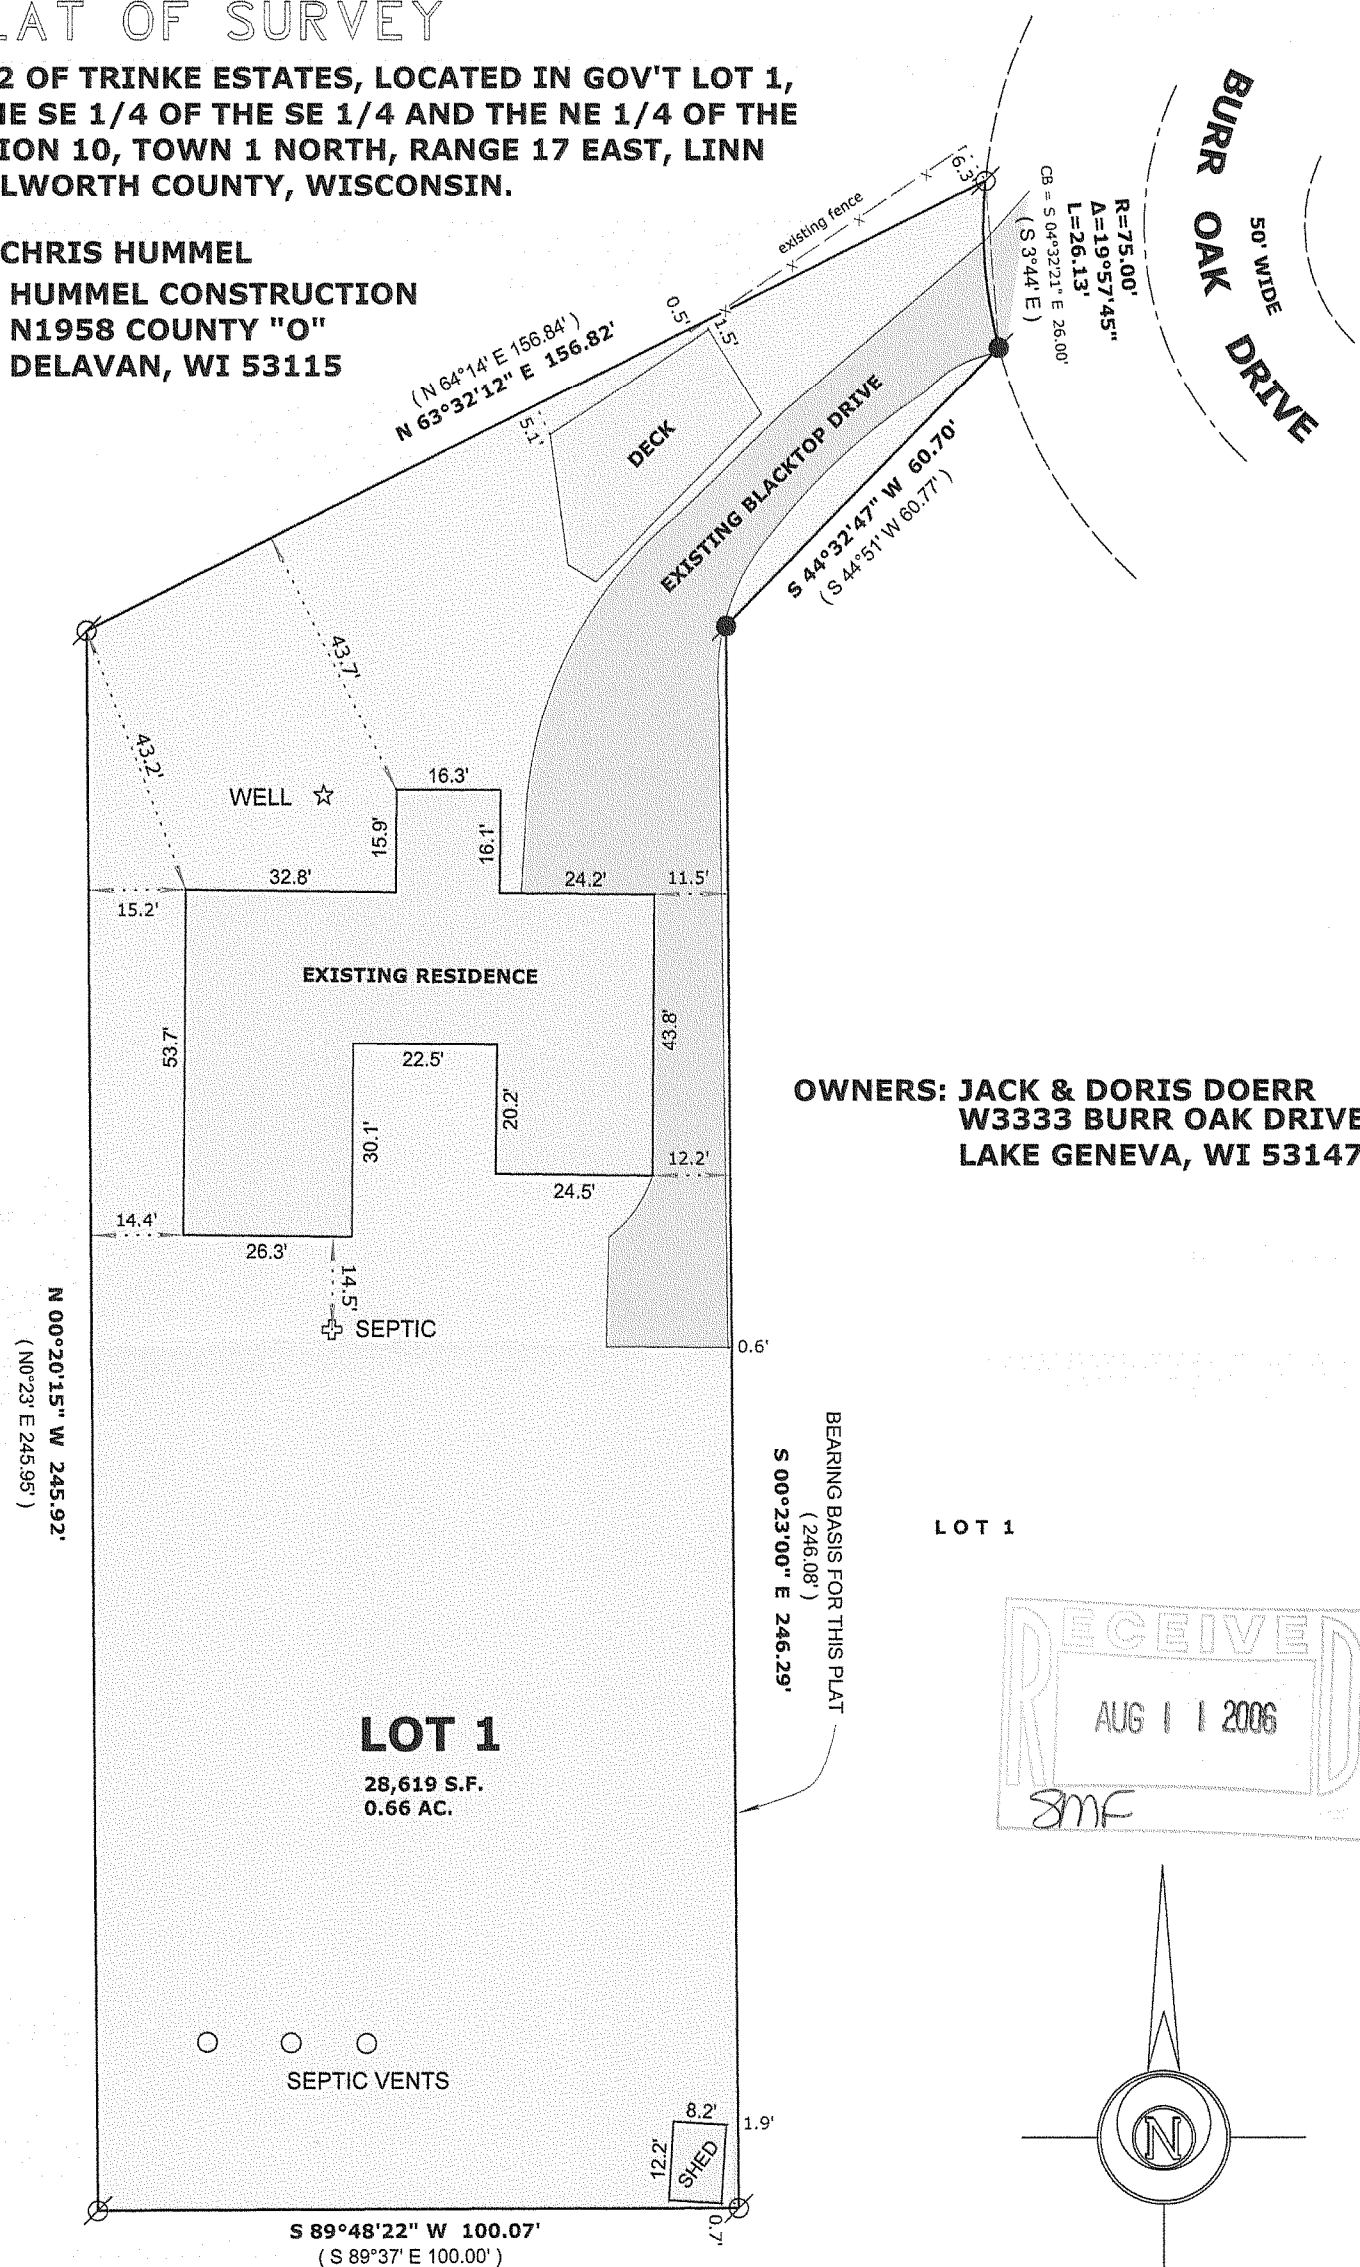 LAT OF SURVEY
2 OF TRINKE ESTATES, LOCATED IN GOV'T LOT 1,
HE SE 1/4 OF THE SE 1/4 AND THE NE 1/4 OF THE
ION 10, TOWN 1 NORTH, RANGE 17 EAST, LINN
LWORTH COUNTY, WISCONSIN.
CHRIS HUMMEL
HUMMEL CONSTRUCTION
N1958 COUNTY "O"
DELAVAN, WI 53115
BURR OAK DRIVE
50' WIDE
R=75.00'
Δ=19°57'45"
L=26.13'
CB = S 04°32'21" E 26.00'
( S 3°44' E )
6.3'
existing fence
0.5'
1.5'
( N 64°14' E 156.84' )
N 63°32'12" E 156.82'
5.1'
DECK
EXISTING BLACKTOP DRIVE
S 44°32'47" W 60.70'
( S 44°51' W 60.77' )
43.7'
43.2'
WELL
16.3'
15.9'
16.1'
32.8'
24.2'
11.5'
15.2'
EXISTING RESIDENCE
53.7'
22.5'
43.8'
20.2'
30.1'
12.2'
24.5'
14.4'
26.3'
14.5'
SEPTIC
0.6'
OWNERS: JACK & DORIS DOERR
W3333 BURR OAK DRIVE
LAKE GENEVA, WI 53147
N 00°20'15" W 245.92'
( N0°23' E 245.95' )
BEARING BASIS FOR THIS PLAT
( 246.08' )
S 00°23'00" E 246.29'
LOT 1
RECEIVED
AUG 11 2006
SMF
LOT 1
28,619 S.F.
0.66 AC.
SEPTIC VENTS
8.2'
1.9'
12.2'
SHED
0.7'
N
S 89°48'22" W 100.07'
( S 89°37' E 100.00' )